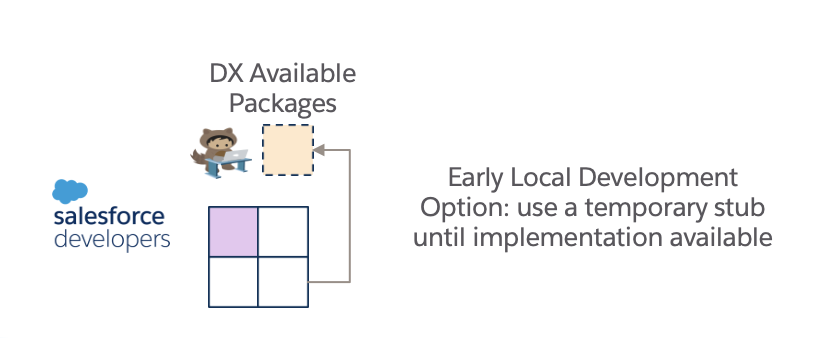 DX Available
Packages
salesforce
developers
Early Local Development
Option: use a temporary stub
until implementation available